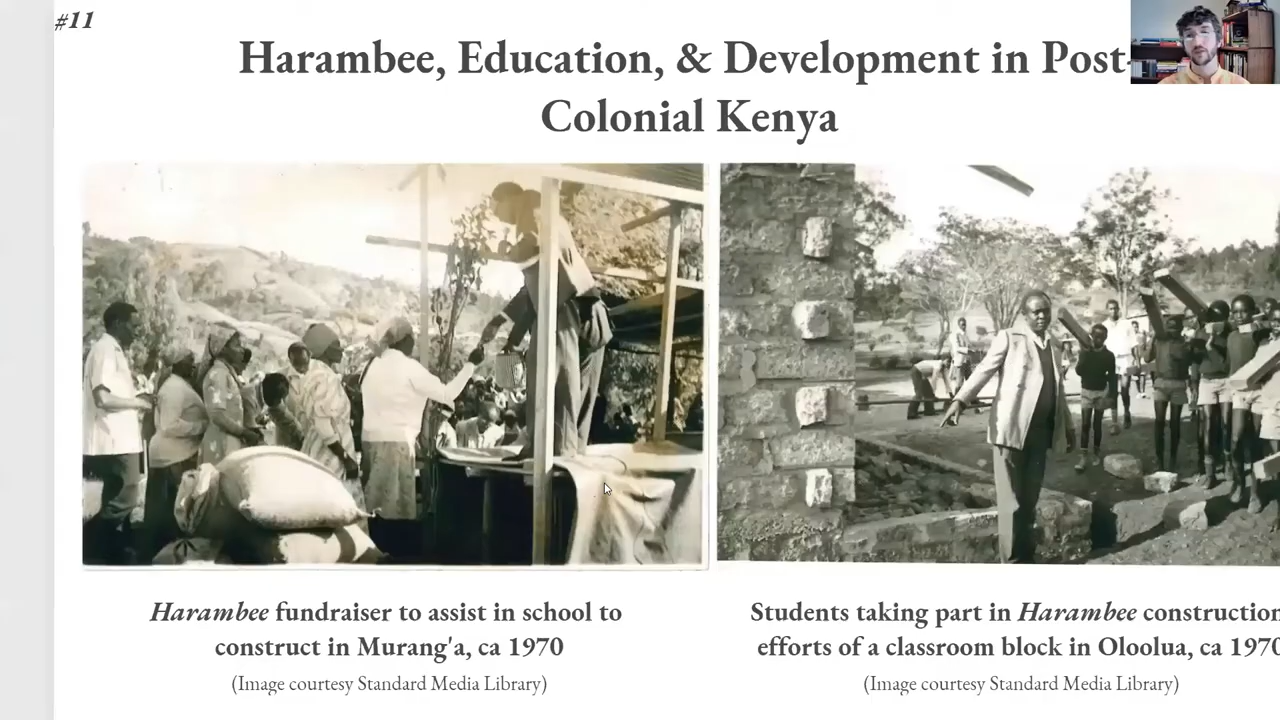 #11
Harambee, Education, & Development in Post-
Colonial Kenya
Harambee fundraiser to assist in school to
construct in Murang'a, ca 1970
(Image courtesy Standard Media Library)
Students taking part in Harambee construction
efforts of a classroom block in Oloolua, ca 1970
(Image courtesy Standard Media Library)